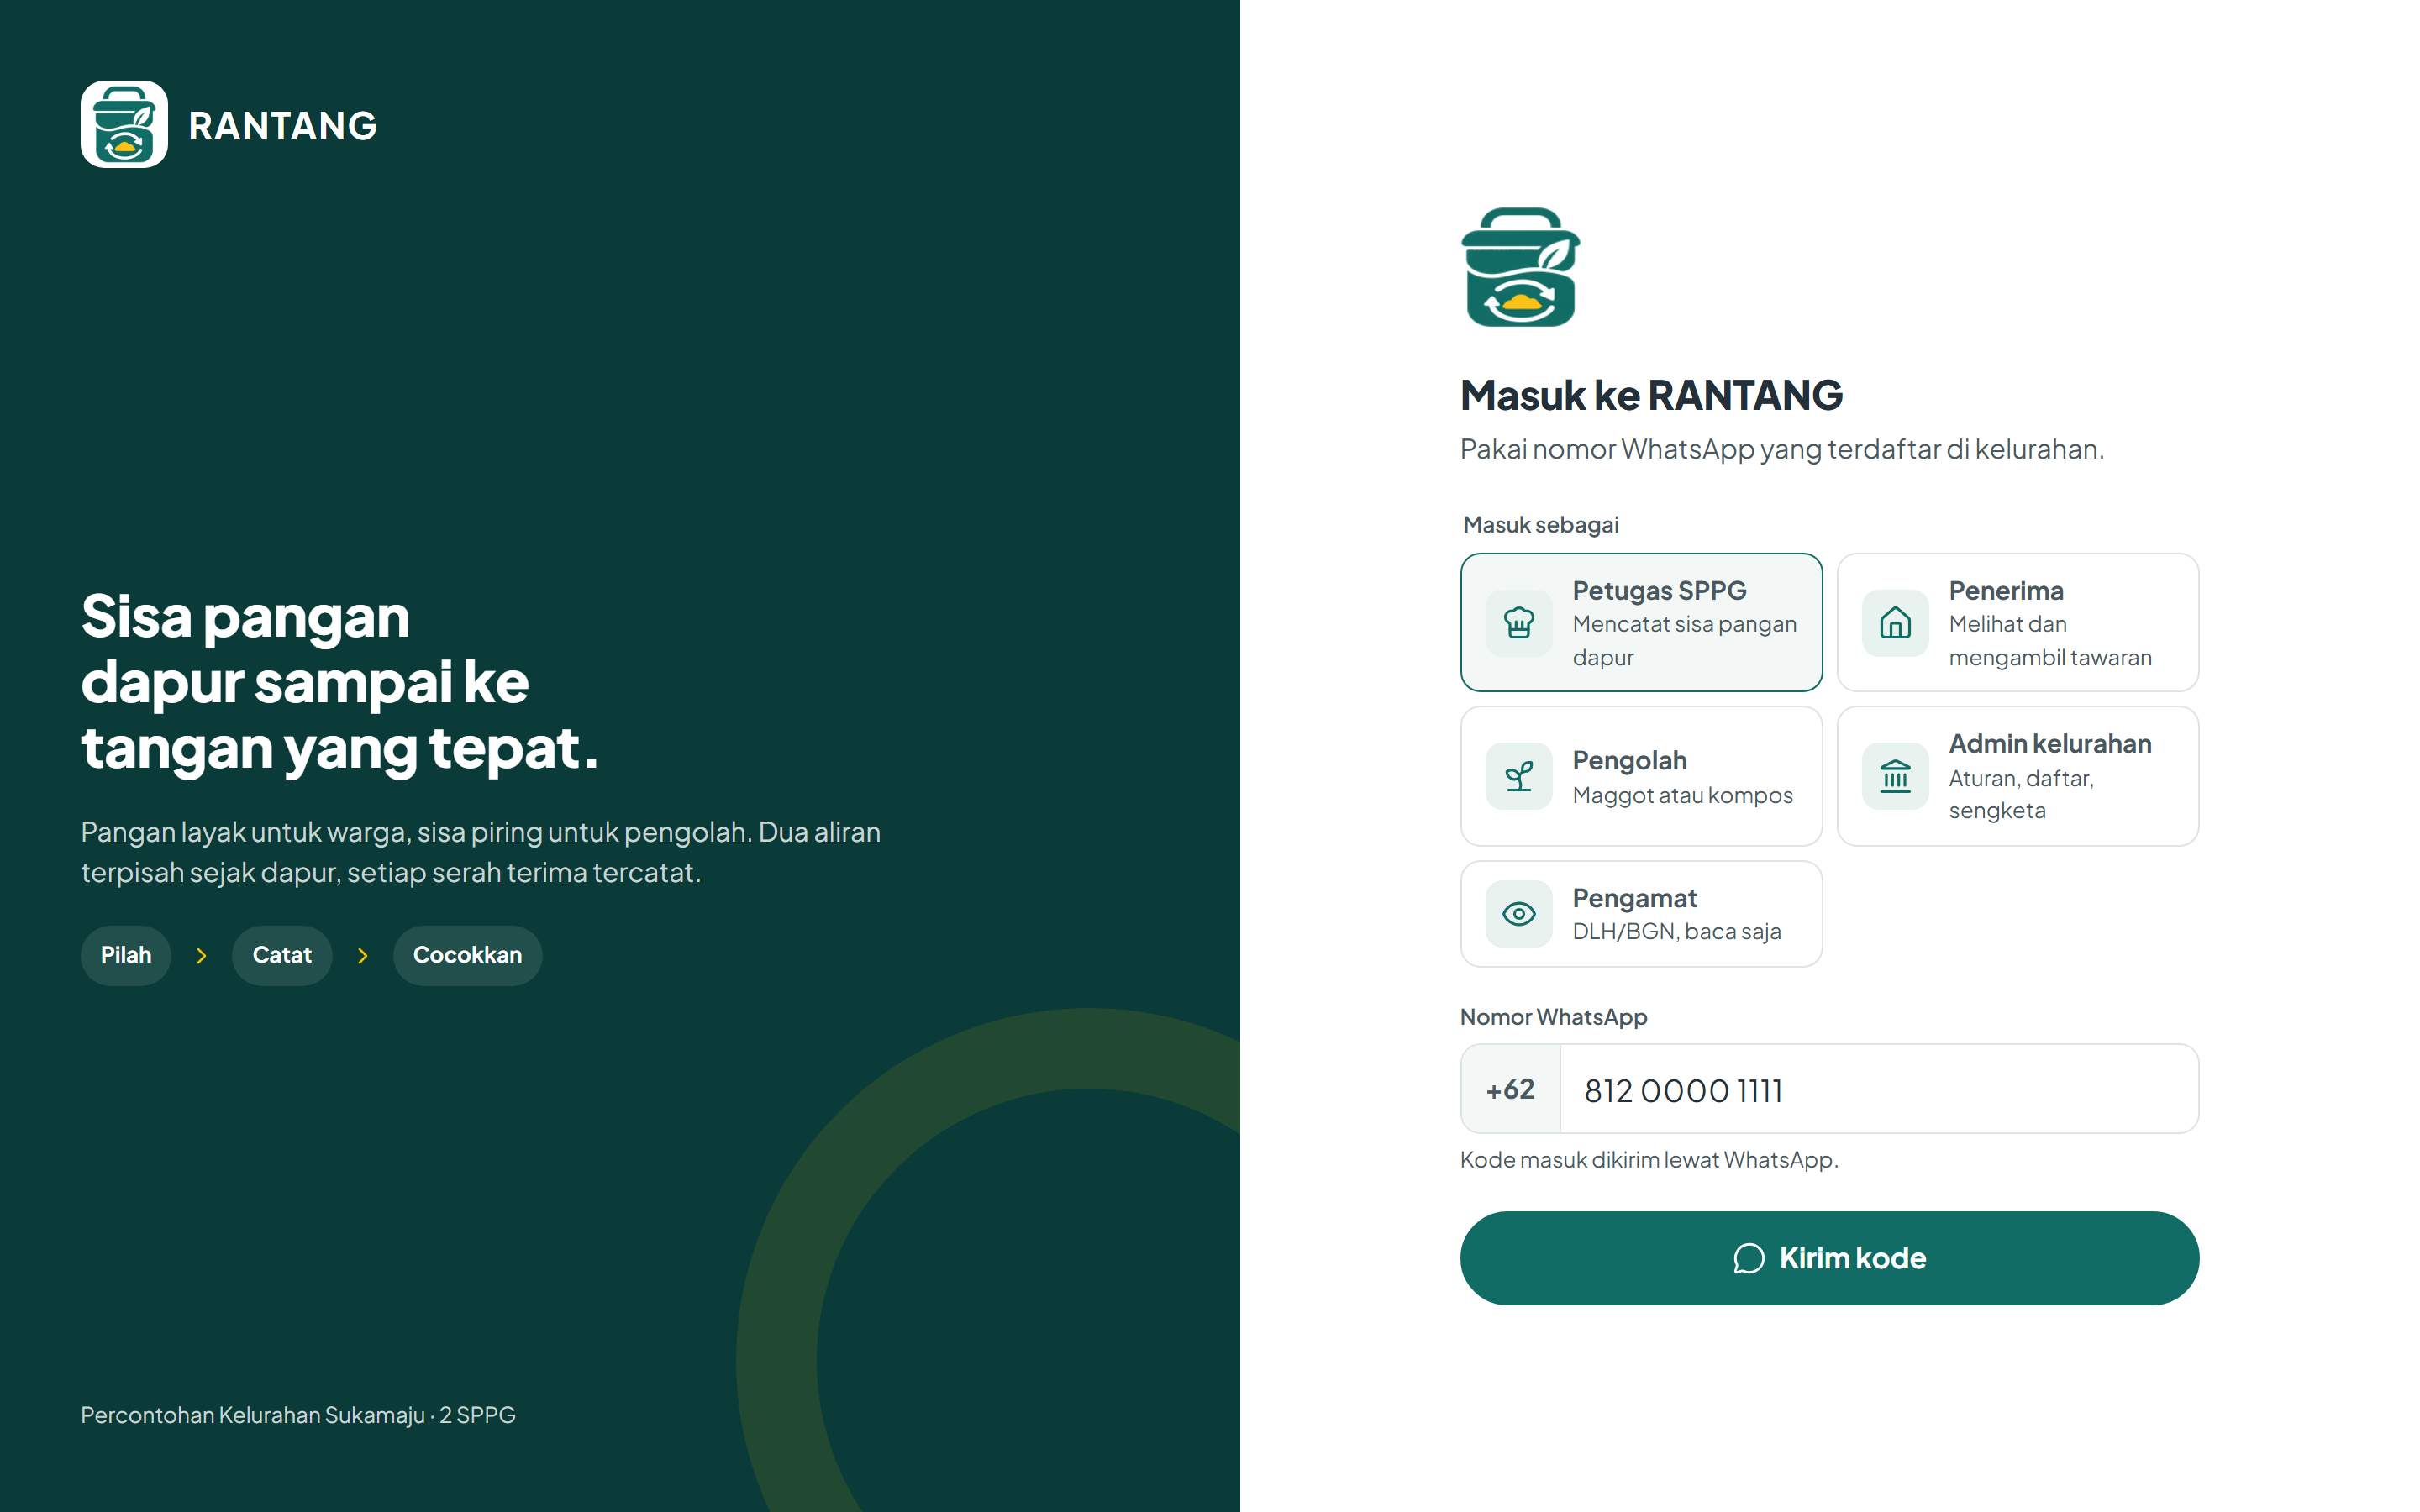 RANTANG
Sisa pangan
dapur sampai ke
tangan yang tepat.
Pangan layak untuk warga, sisa piring untuk pengolah. Dua aliran
terpisah sejak dapur, setiap serah terima tercatat.
Pilah > Catat > Cocokkan
Percontohan Kelurahan Sukamaju · 2 SPPG
Masuk ke RANTANG
Pakai nomor WhatsApp yang terdaftar di kelurahan.
Masuk sebagai
Petugas SPPG
Mencatat sisa pangan
dapur
Penerima
Melihat dan
mengambil tawaran
Pengolah
Maggot atau kompos
Admin kelurahan
Aturan, daftar,
sengketa
Pengamat
DLH/BGN, baca saja
Nomor WhatsApp
+62 812 0000 1111
Kode masuk dikirim lewat WhatsApp.
Kirim kode